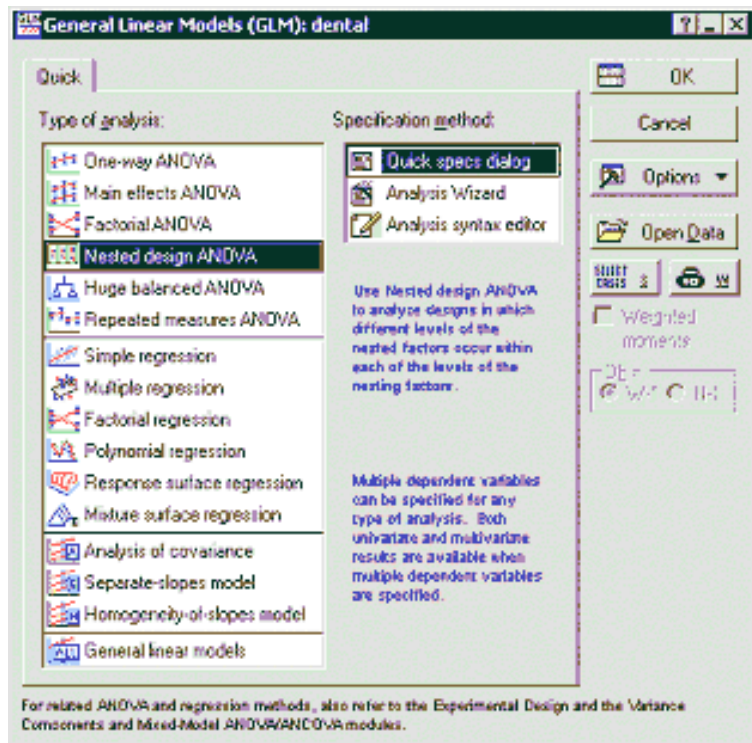 General Linear Models (GLM): dental
Quick
Type of analysis:
One-way ANOVA
Main effects ANOVA
Factorial ANOVA
Nested design ANOVA
Huge balanced ANOVA
Repeated measures ANOVA
Simple regression
Multiple regression
Factorial regression
Polynomial regression
Response surface regression
Mixture surface regression
Analysis of covariance
Separate-slopes model
Homogeneity-of-slopes model
General linear models
Specification method:
Quick specs dialog
Analysis Wizard
Analysis syntax editor
Use Nested design ANOVA
to analyze designs in which
different levels of the
nested factors occur within
each of the levels of the
nesting factors.
Multiple dependent variables
can be specified for any
type of analysis. Both
univariate and multivariate
results are available when
multiple dependent variables
are specified.
OK
Cancel
Options
Open Data
SELECT
CASES S
W
Weighted
moments
For related ANOVA and regression methods, also refer to the Experimental Design and the Variance
Components and Mixed-Model ANOVA/ANCOVA modules.